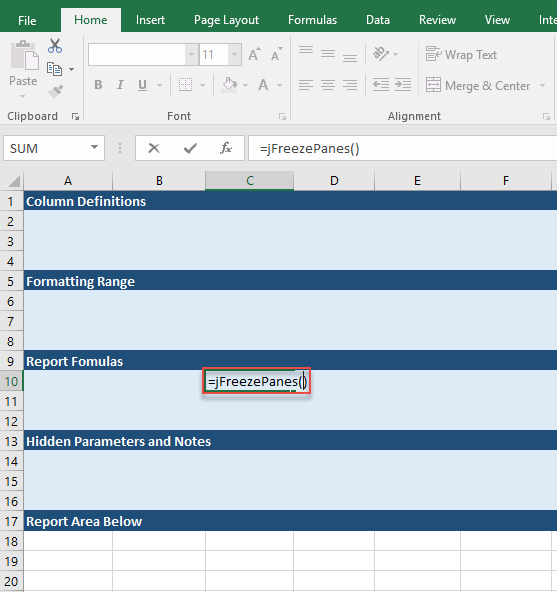 File Home Insert Page Layout Formulas Data Review View Inte
Paste 11 A A Wrap Text
B I U A Merge & Center
Clipboard Font Alignment
SUM fx =jFreezePanes()
A B C D E F
1 Column Definitions
2
3
4
5 Formatting Range
6
7
8
9 Report Fomulas
10 =jFreezePanes()
11
12
13 Hidden Parameters and Notes
14
15
16
17 Report Area Below
18
19
20